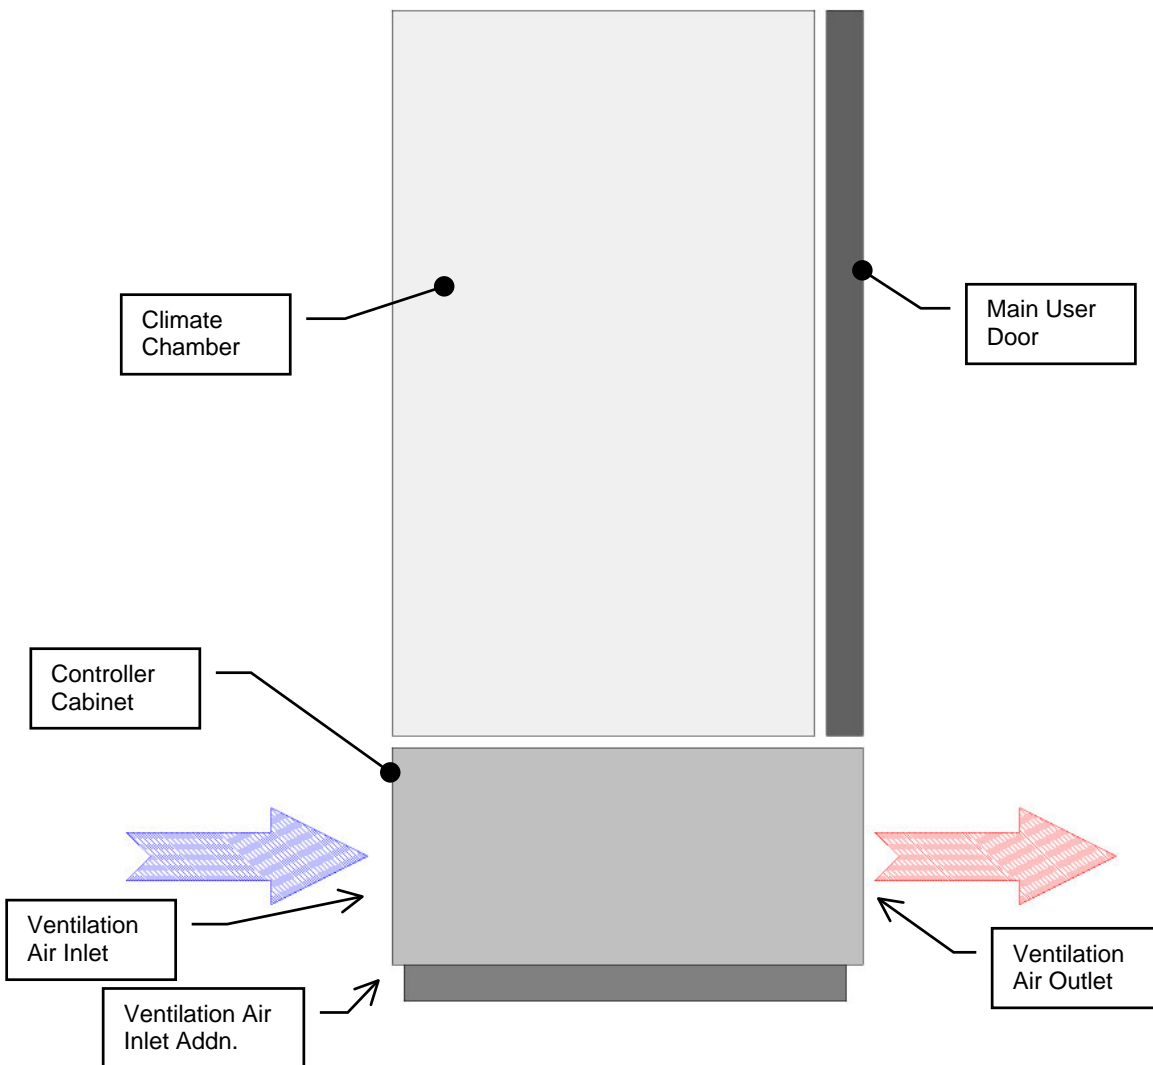 Climate
Chamber
Main User
Door
Controller
Cabinet
Ventilation
Air Inlet
Ventilation
Air Outlet
Ventilation Air
Inlet Addn.